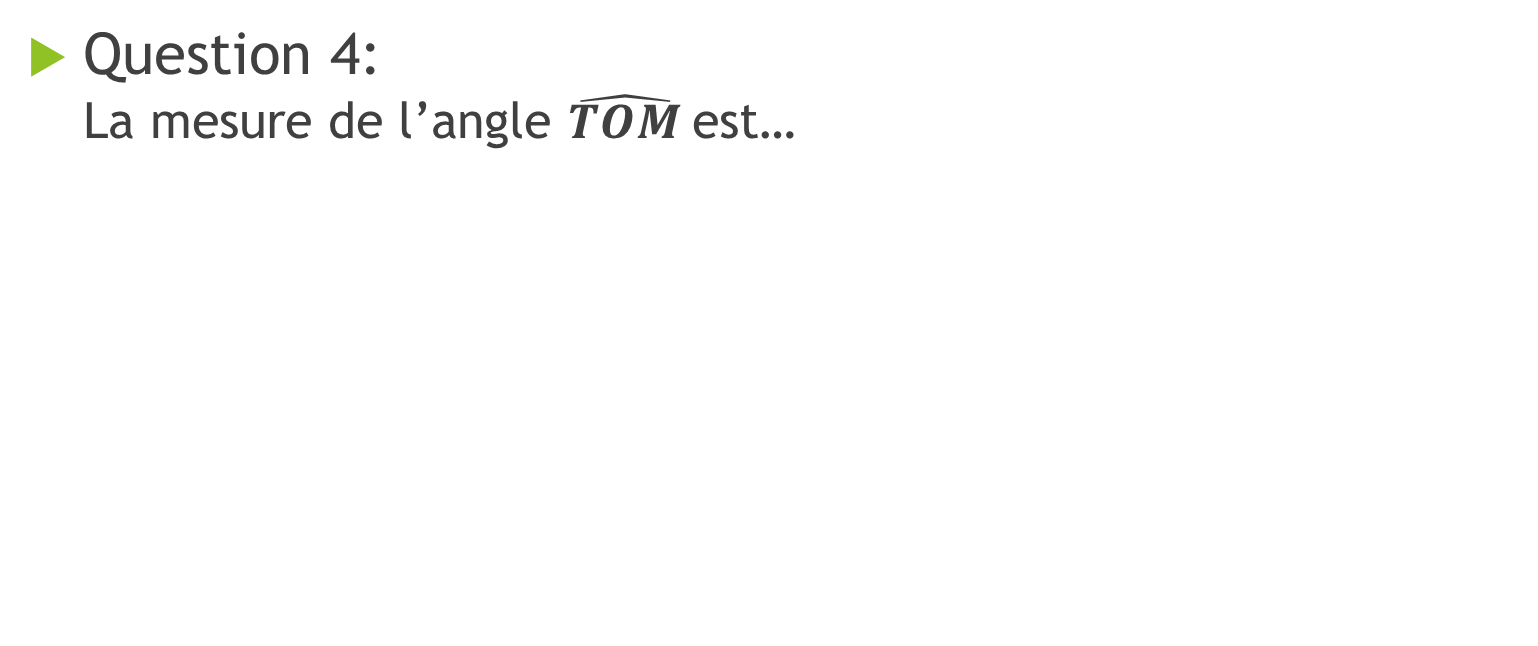 Question 4:
La mesure de l’angle $\widehat{TOM}$ est…